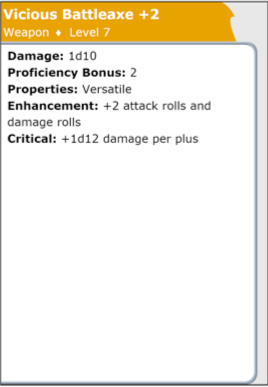 Vicious Battleaxe +2
Weapon ♦ Level 7
Damage: 1d10
Proficiency Bonus: 2
Properties: Versatile
Enhancement: +2 attack rolls and
damage rolls
Critical: +1d12 damage per plus